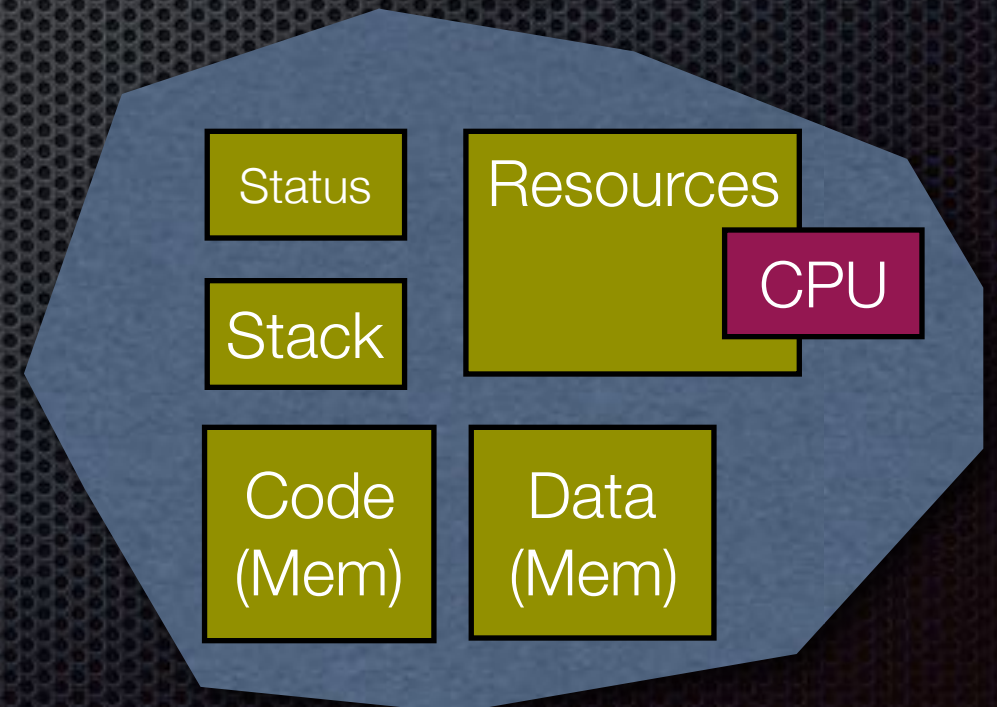 Status
Resources
CPU
Stack
Code
(Mem)
Data
(Mem)